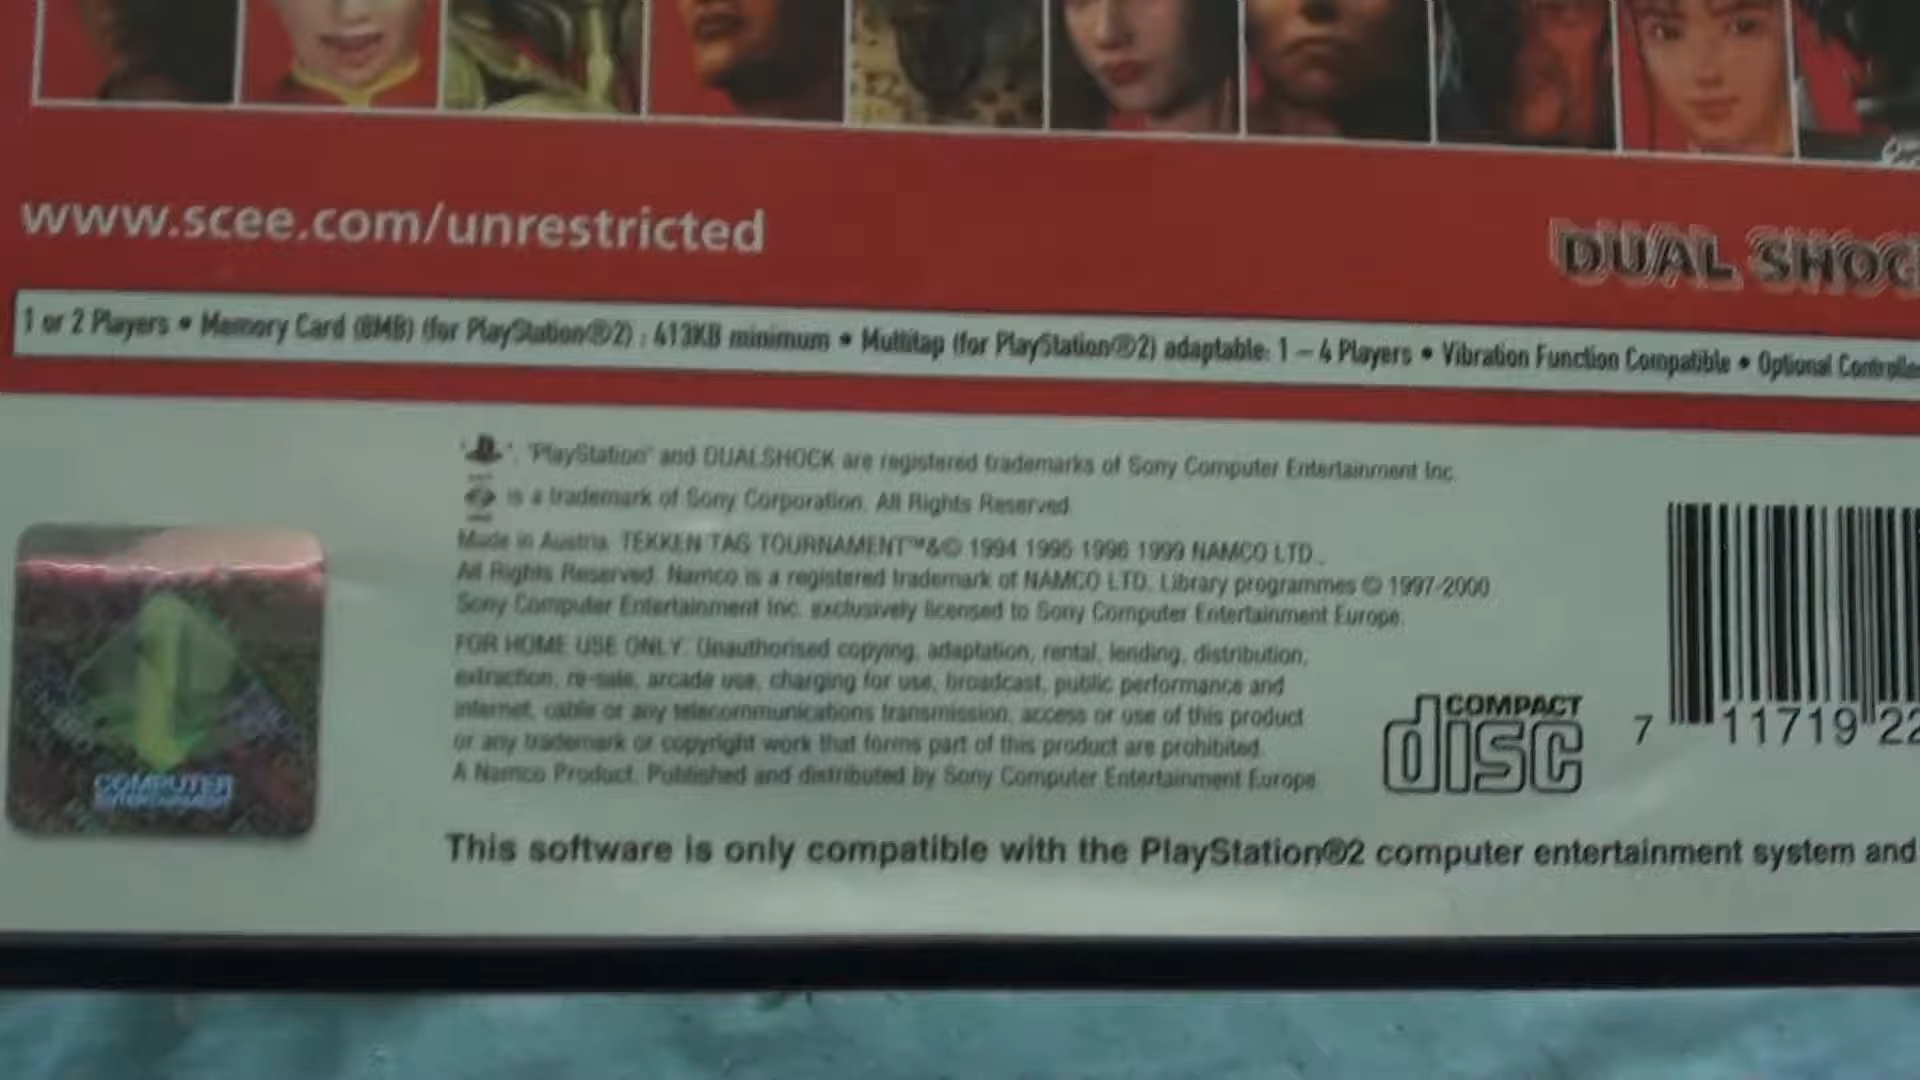 www.scee.com/unrestricted
DUAL SHOC
1 or 2 Players • Memory Card (8MB) (for PlayStation®2) : 413KB minimum • Multitap (for PlayStation®2) adaptable: 1 – 4 Players • Vibration Function Compatible • Optional Controlle
" ", "PlayStation" and DUALSHOCK are registered trademarks of Sony Computer Entertainment Inc.
is a trademark of Sony Corporation. All Rights Reserved.
Made in Austria. TEKKEN TAG TOURNAMENT™&© 1994 1995 1996 1999 NAMCO LTD.,
All Rights Reserved. Namco is a registered trademark of NAMCO LTD. Library programmes © 1997-2000
Sony Computer Entertainment Inc. exclusively licensed to Sony Computer Entertainment Europe.
FOR HOME USE ONLY. Unauthorised copying, adaptation, rental, lending, distribution,
extraction, re-sale, arcade use, charging for use, broadcast, public performance and
internet, cable or any telecommunications transmission, access or use of this product
or any trademark or copyright work that forms part of this product are prohibited.
A Namco Product. Published and distributed by Sony Computer Entertainment Europe.
COMPUTER
ENTERTAINMENT
COMPACT
disc
7 11719 22
This software is only compatible with the PlayStation®2 computer entertainment system and